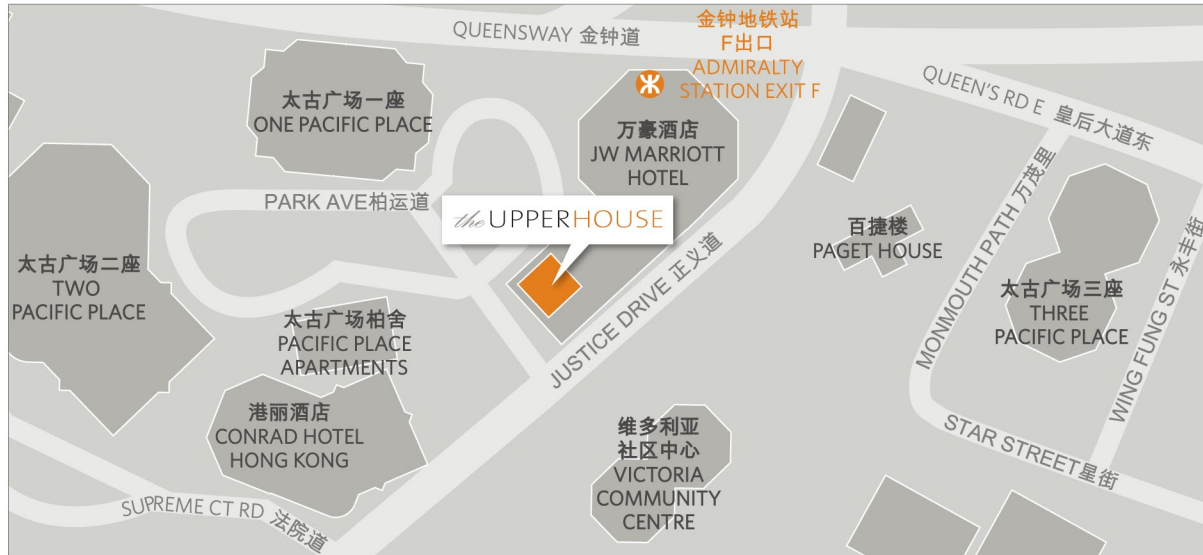 QUEENSWAY 金钟道
金钟地铁站
F出口
ADMIRALTY
STATION EXIT F
QUEEN'S RD E 皇后大道东
太古广场一座
ONE PACIFIC PLACE
万豪酒店
JW MARRIOTT
HOTEL
PARK AVE柏运道
the UPPERHOUSE
百捷楼
PAGET HOUSE
MONMOUTH PATH 万茂里
太古广场三座
THREE
PACIFIC PLACE
WING FUNG ST 永丰街
太古广场二座
TWO
PACIFIC PLACE
太古广场柏舍
PACIFIC PLACE
APARTMENTS
JUSTICE DRIVE 正义道
港丽酒店
CONRAD HOTEL
HONG KONG
维多利亚
社区中心
VICTORIA
COMMUNITY
CENTRE
STAR STREET星街
SUPREME CT RD 法院道